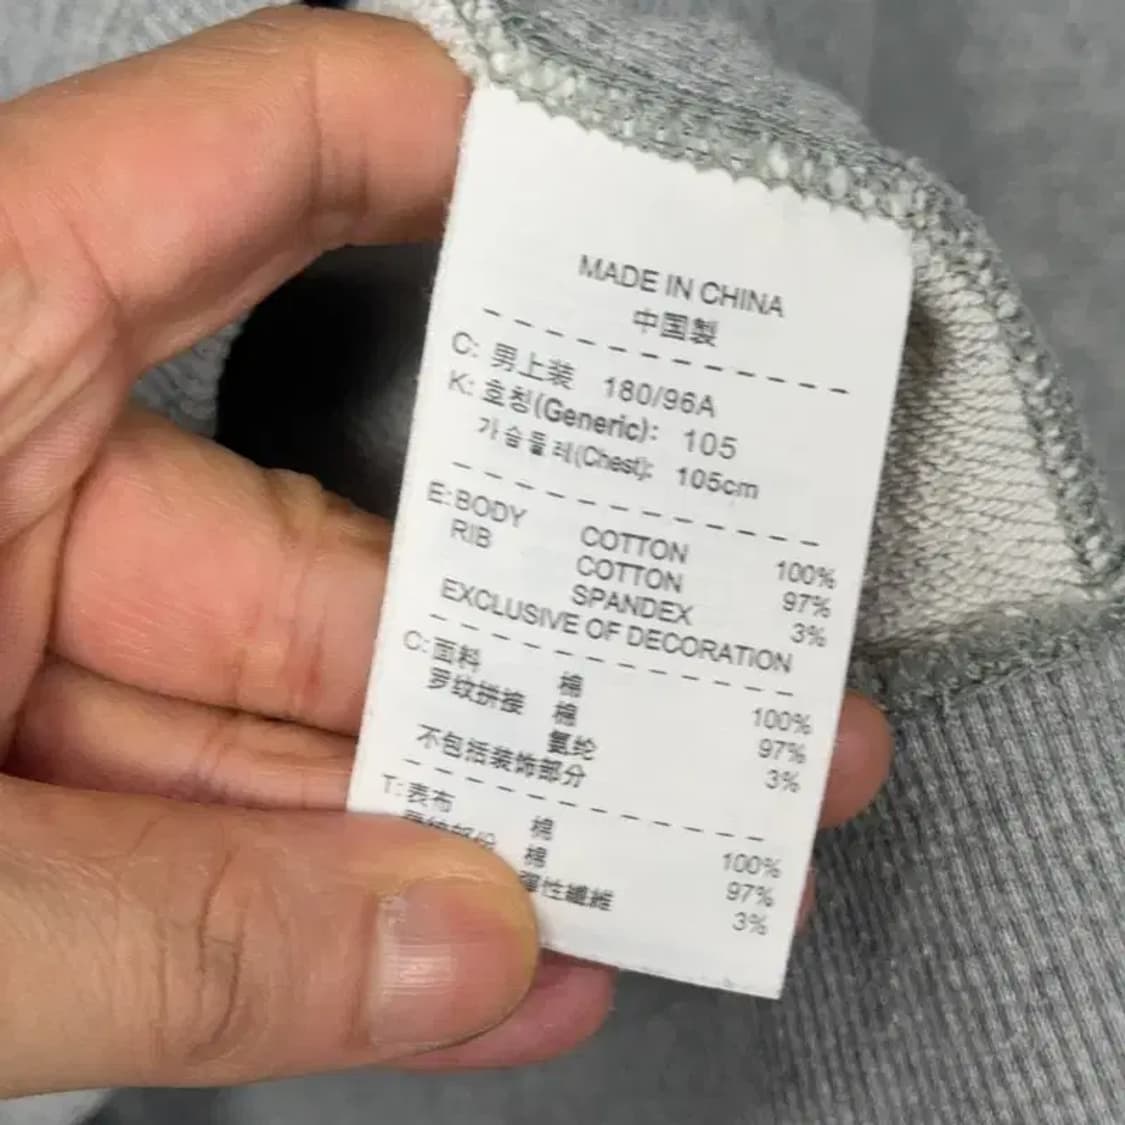 MADE IN CHINA
中国製
C: 男上装 180/96A
K: 호칭(Generic): 105
가슴둘레(Chest): 105cm
E: BODY COTTON 100%
RIB COTTON 97%
SPANDEX 3%
EXCLUSIVE OF DECORATION
C: 面料 棉 100%
罗纹拼接 棉 97%
氨纶 3%
不包括装饰部分
T: 表布 棉 100%
棉 97%
彈性纖維 3%